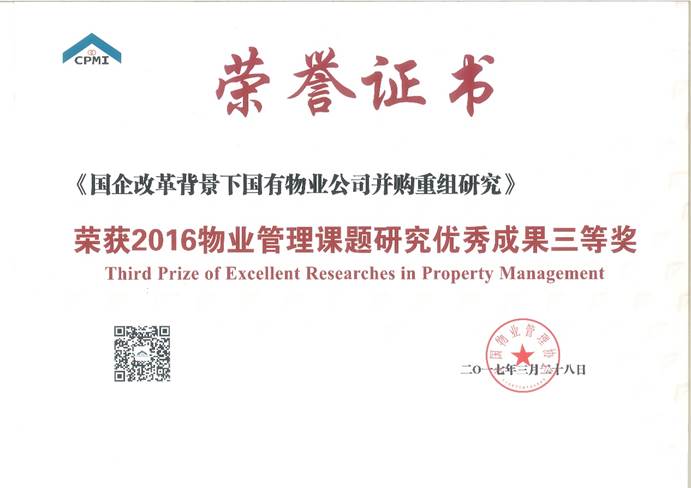 CPMI
荣誉证书
《国企改革背景下国有物业公司并购重组研究》
荣获2016物业管理课题研究优秀成果三等奖
Third Prize of Excellent Researches in Property Management
国物业管理协
二〇一七年三月二十八日